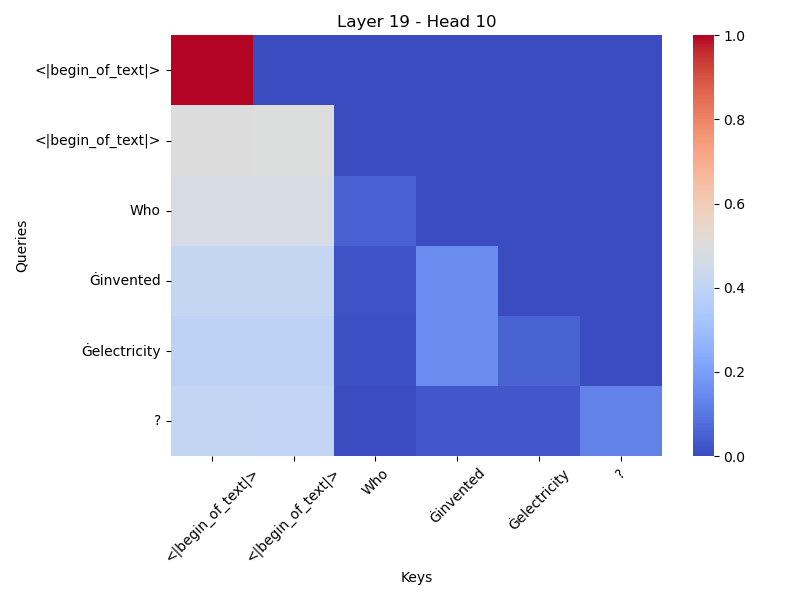 Layer 19 - Head 10
<|begin_of_text|>
<|begin_of_text|>
Who
Ġinvented
Ġelectricity
?
Queries
<|begin_of_text|>
<|begin_of_text|>
Who
Ġinvented
Ġelectricity
?
Keys
1.0
0.8
0.6
0.4
0.2
0.0